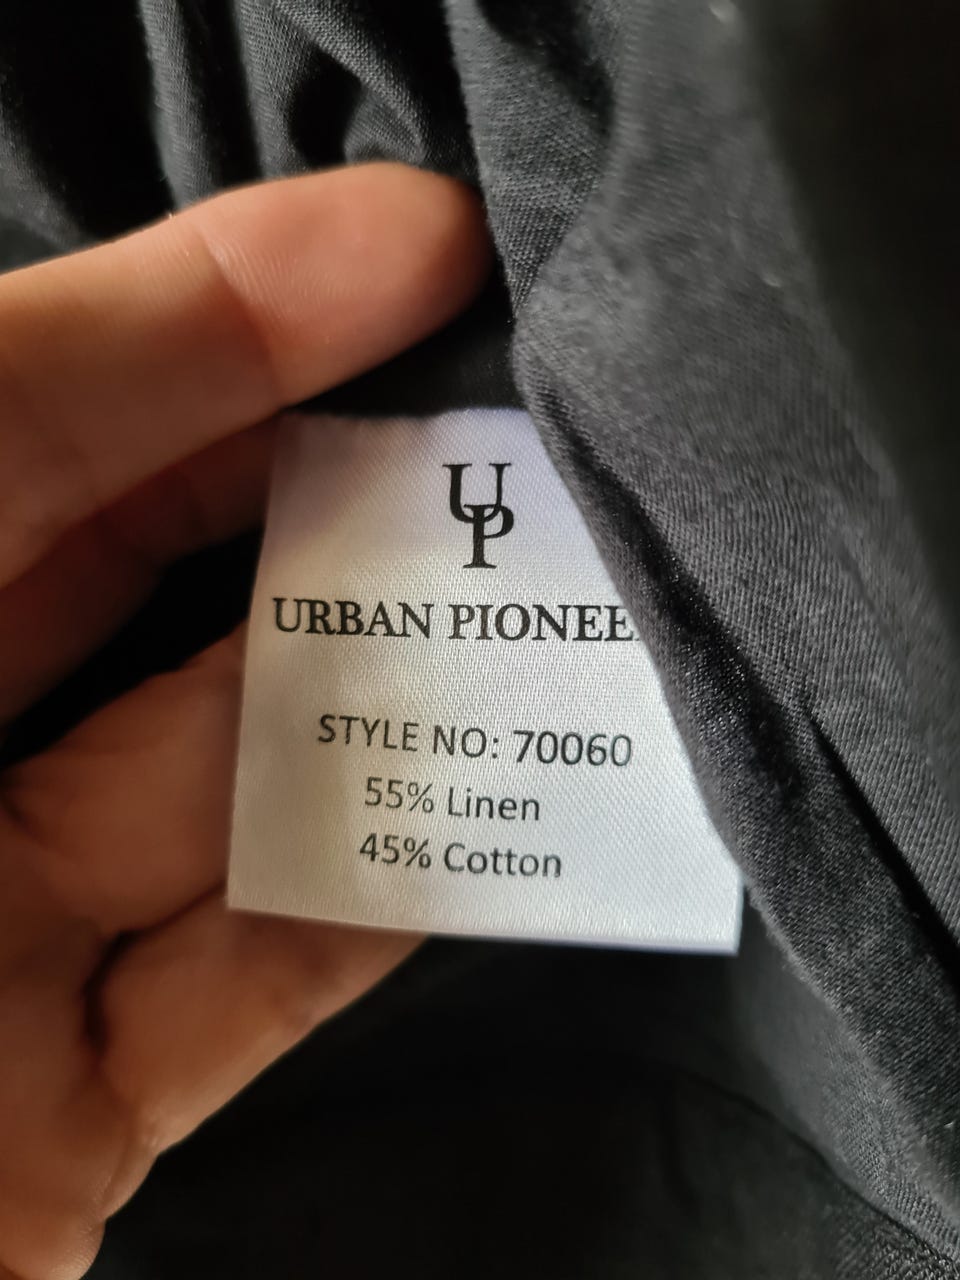 UP
URBAN PIONEE
STYLE NO: 70060
55% Linen
45% Cotton